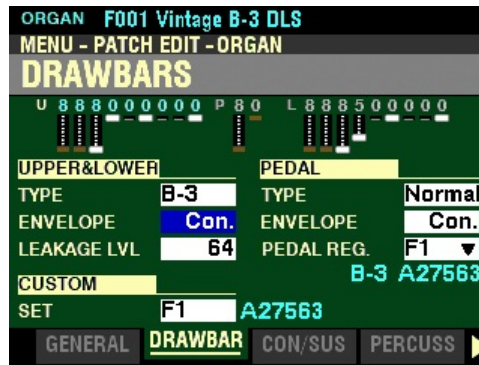 ORGAN F001 Vintage B-3 DLS
MENU - PATCH EDIT - ORGAN
DRAWBARS
U 888000000 P 80 L 888500000
UPPER&LOWER PEDAL
TYPE B-3 TYPE Normal
ENVELOPE Con. ENVELOPE Con.
LEAKAGE LVL 64 PEDAL REG. F1 ▼
B-3 A27563
CUSTOM
SET F1 A27563
GENERAL DRAWBAR CON/SUS PERCUSS